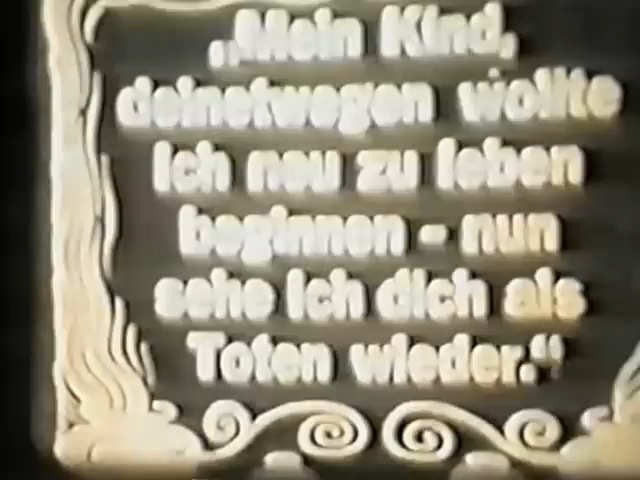 „Mein Kind,
deinetwegen wollte
ich neu zu leben
beginnen - nun
sehe ich dich als
Toten wieder.“